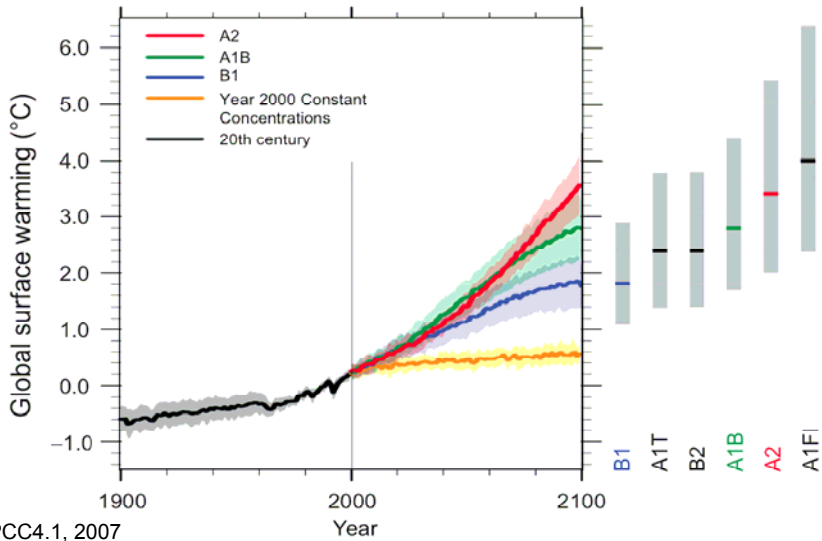 A2
A1B
B1
Year 2000 Constant
Concentrations
20th century
Global surface warming (°C)
6.0
5.0
4.0
3.0
2.0
1.0
0.0
−1.0
1900
2000
2100
Year
B1
A1T
B2
A1B
A2
A1FI
PCC4.1, 2007